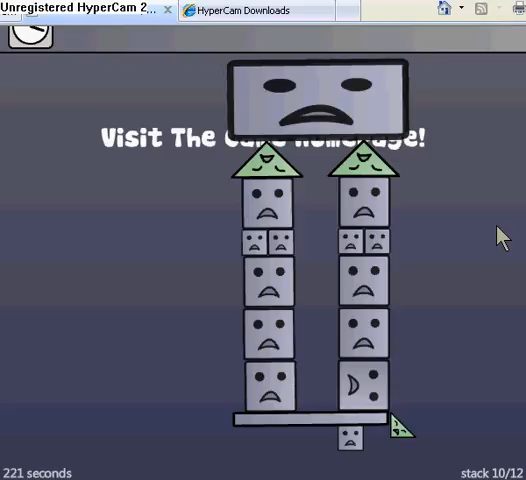 Unregistered HyperCam 2...
HyperCam Downloads
Visit The Game Homepage!
221 seconds
stack 10/12